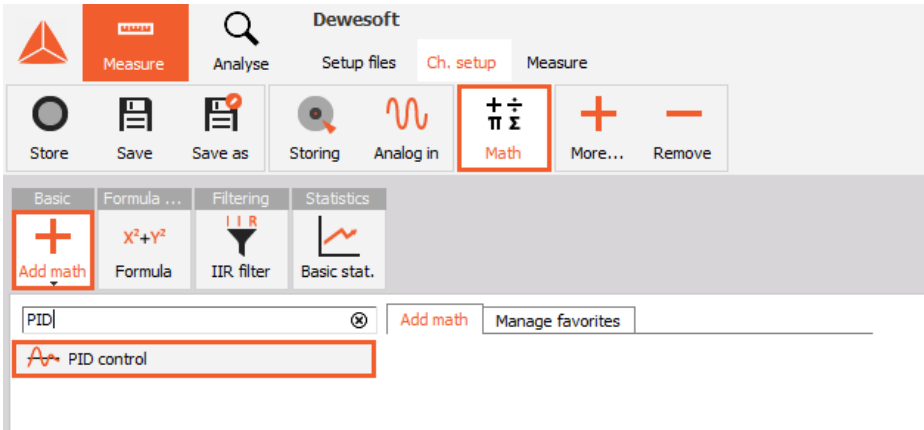 Dewesoft
Measure Analyse Setup files Ch. setup Measure
+ ÷
π Σ
Store Save Save as Storing Analog in Math More... Remove
Basic Formula ... Filtering Statistics
I I R
X²+Y²
Add math Formula IIR filter Basic stat.
PID Add math Manage favorites
PID control